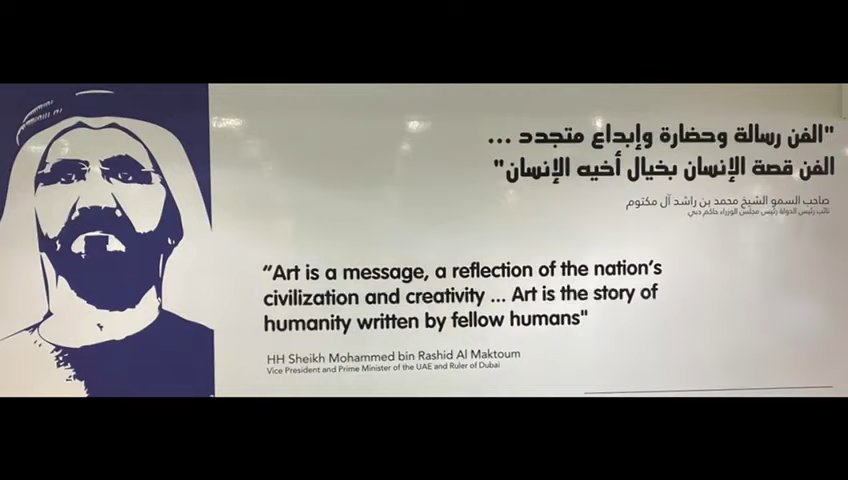 "الفن رسالة وحضارة وإبداع متجدد ...
الفن قصة الإنسان بخيال أخيه الإنسان"
صاحب السمو الشيخ محمد بن راشد آل مكتوم
نائب رئيس الدولة رئيس مجلس الوزراء حاكم دبي
“Art is a message, a reflection of the nation’s
civilization and creativity ... Art is the story of
humanity written by fellow humans"
HH Sheikh Mohammed bin Rashid Al Maktoum
Vice President and Prime Minister of the UAE and Ruler of Dubai